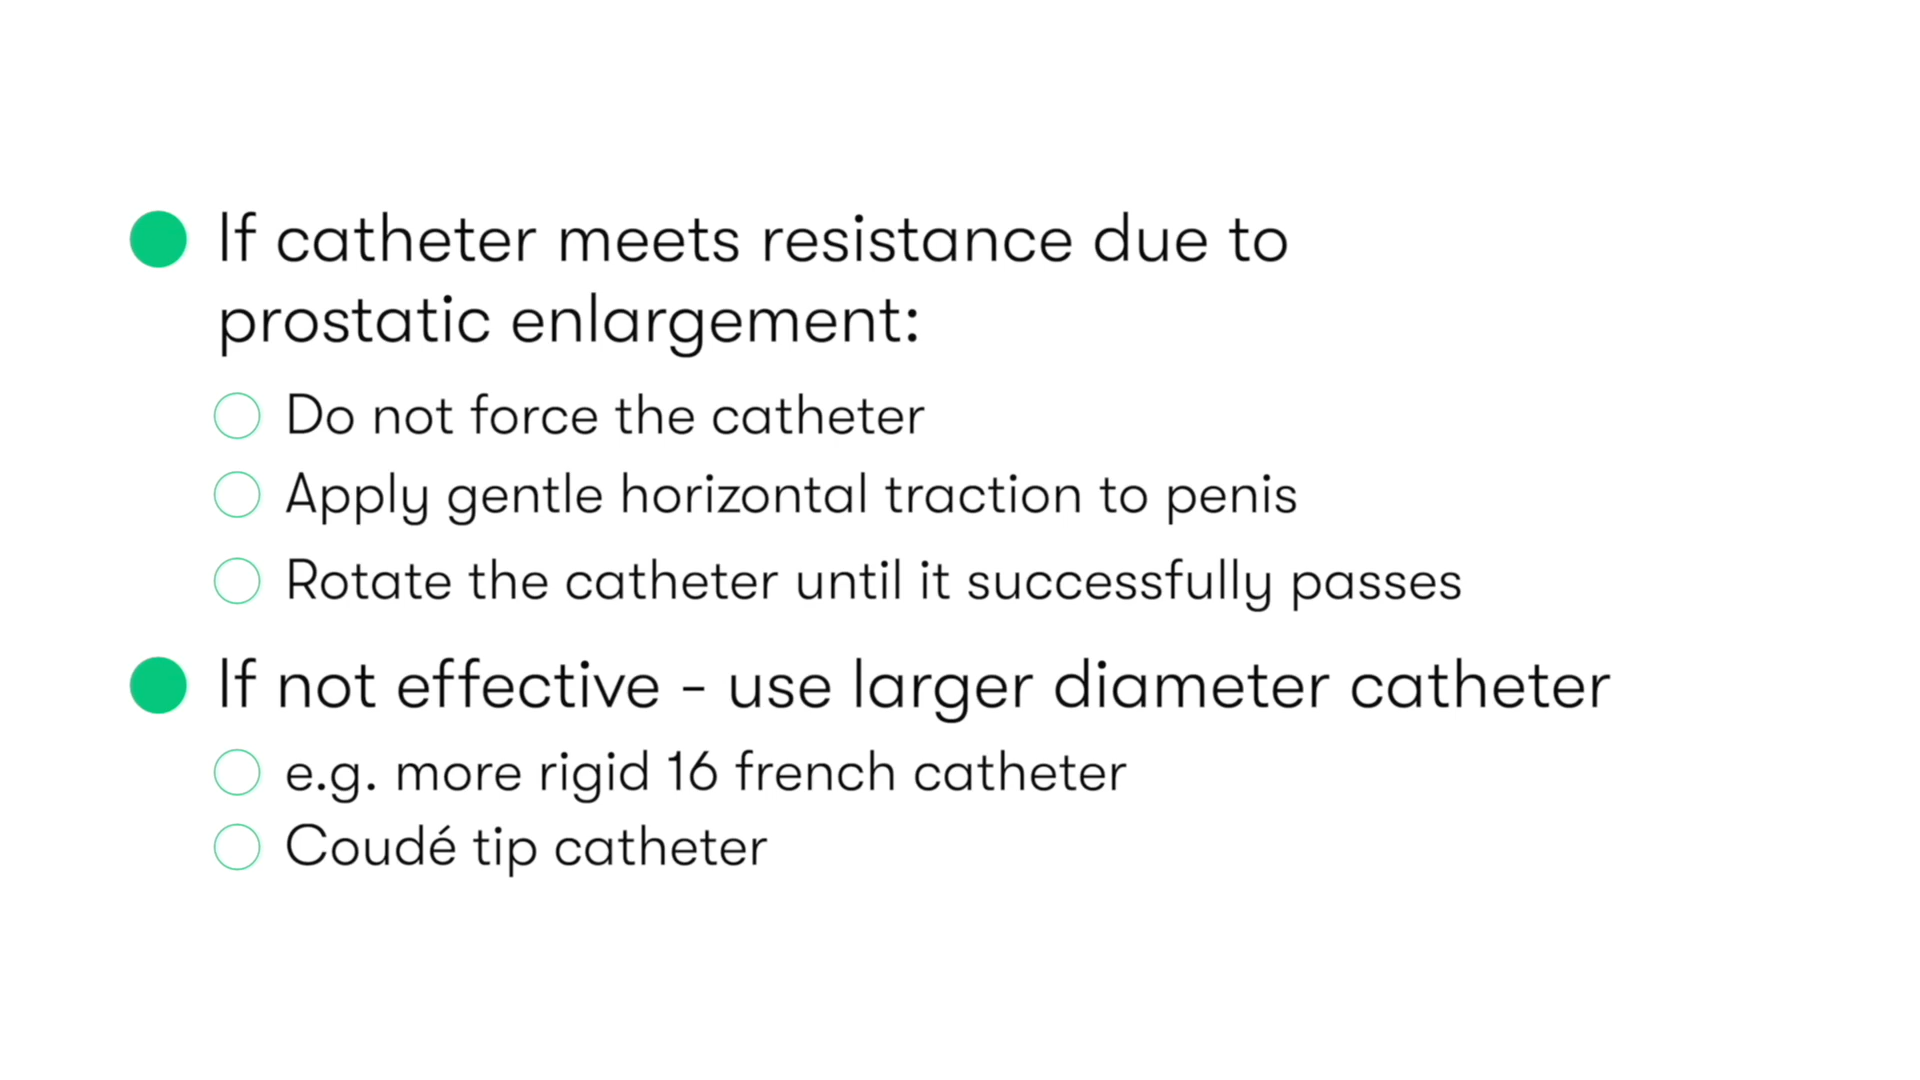 If catheter meets resistance due to
prostatic enlargement:
Do not force the catheter
Apply gentle horizontal traction to penis
Rotate the catheter until it successfully passes
If not effective - use larger diameter catheter
e.g. more rigid 16 french catheter
Coudé tip catheter